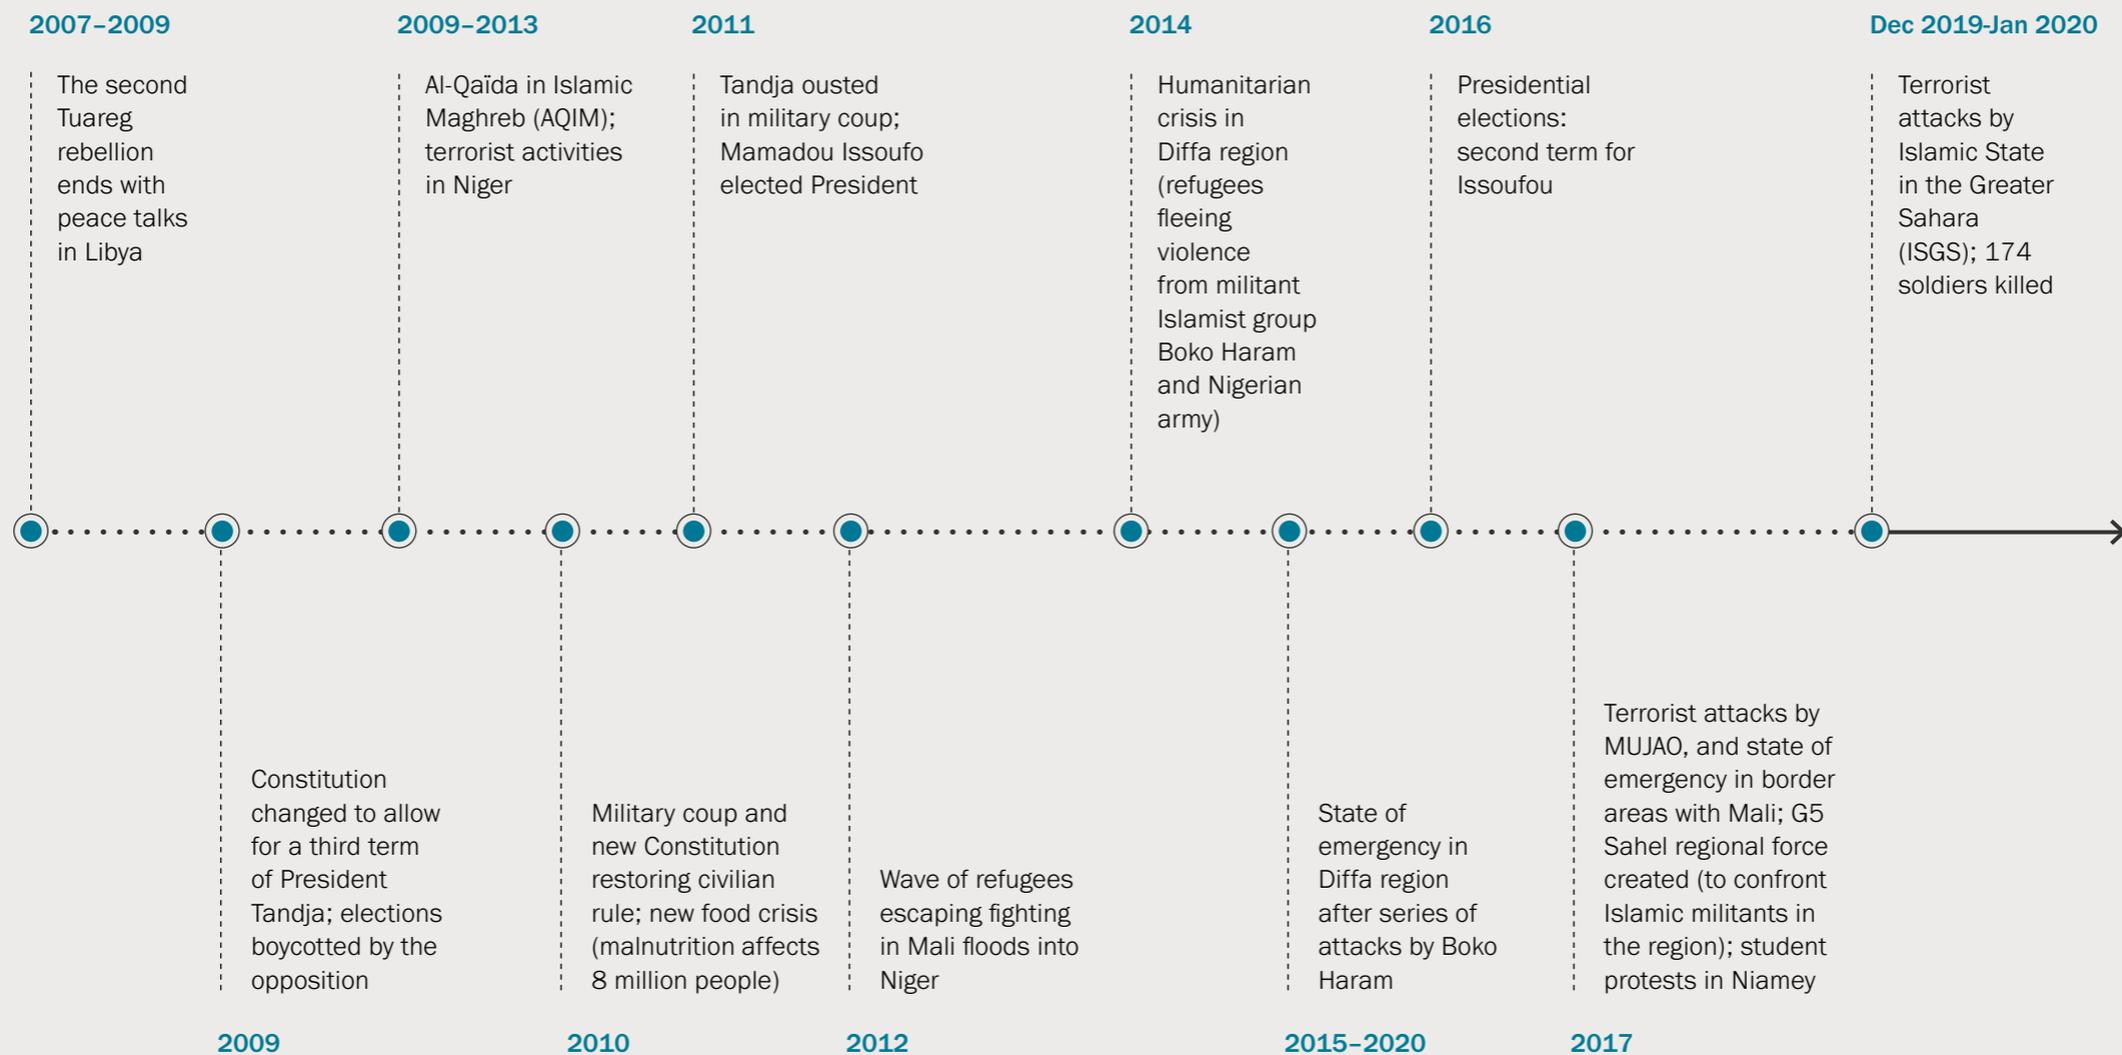 2007–2009
The second
Tuareg
rebellion
ends with
peace talks
in Libya
2009–2013
Al-Qaïda in Islamic
Maghreb (AQIM);
terrorist activities
in Niger
2011
Tandja ousted
in military coup;
Mamadou Issoufo
elected President
2014
Humanitarian
crisis in
Diffa region
(refugees
fleeing
violence
from militant
Islamist group
Boko Haram
and Nigerian
army)
2016
Presidential
elections:
second term for
Issoufou
Dec 2019-Jan 2020
Terrorist
attacks by
Islamic State
in the Greater
Sahara
(ISGS); 174
soldiers killed
Constitution
changed to allow
for a third term
of President
Tandja; elections
boycotted by the
opposition
2009
Military coup and
new Constitution
restoring civilian
rule; new food crisis
(malnutrition affects
8 million people)
2010
Wave of refugees
escaping fighting
in Mali floods into
Niger
2012
State of
emergency in
Diffa region
after series of
attacks by Boko
Haram
2015–2020
Terrorist attacks by
MUJAO, and state of
emergency in border
areas with Mali; G5
Sahel regional force
created (to confront
Islamic militants in
the region); student
protests in Niamey
2017